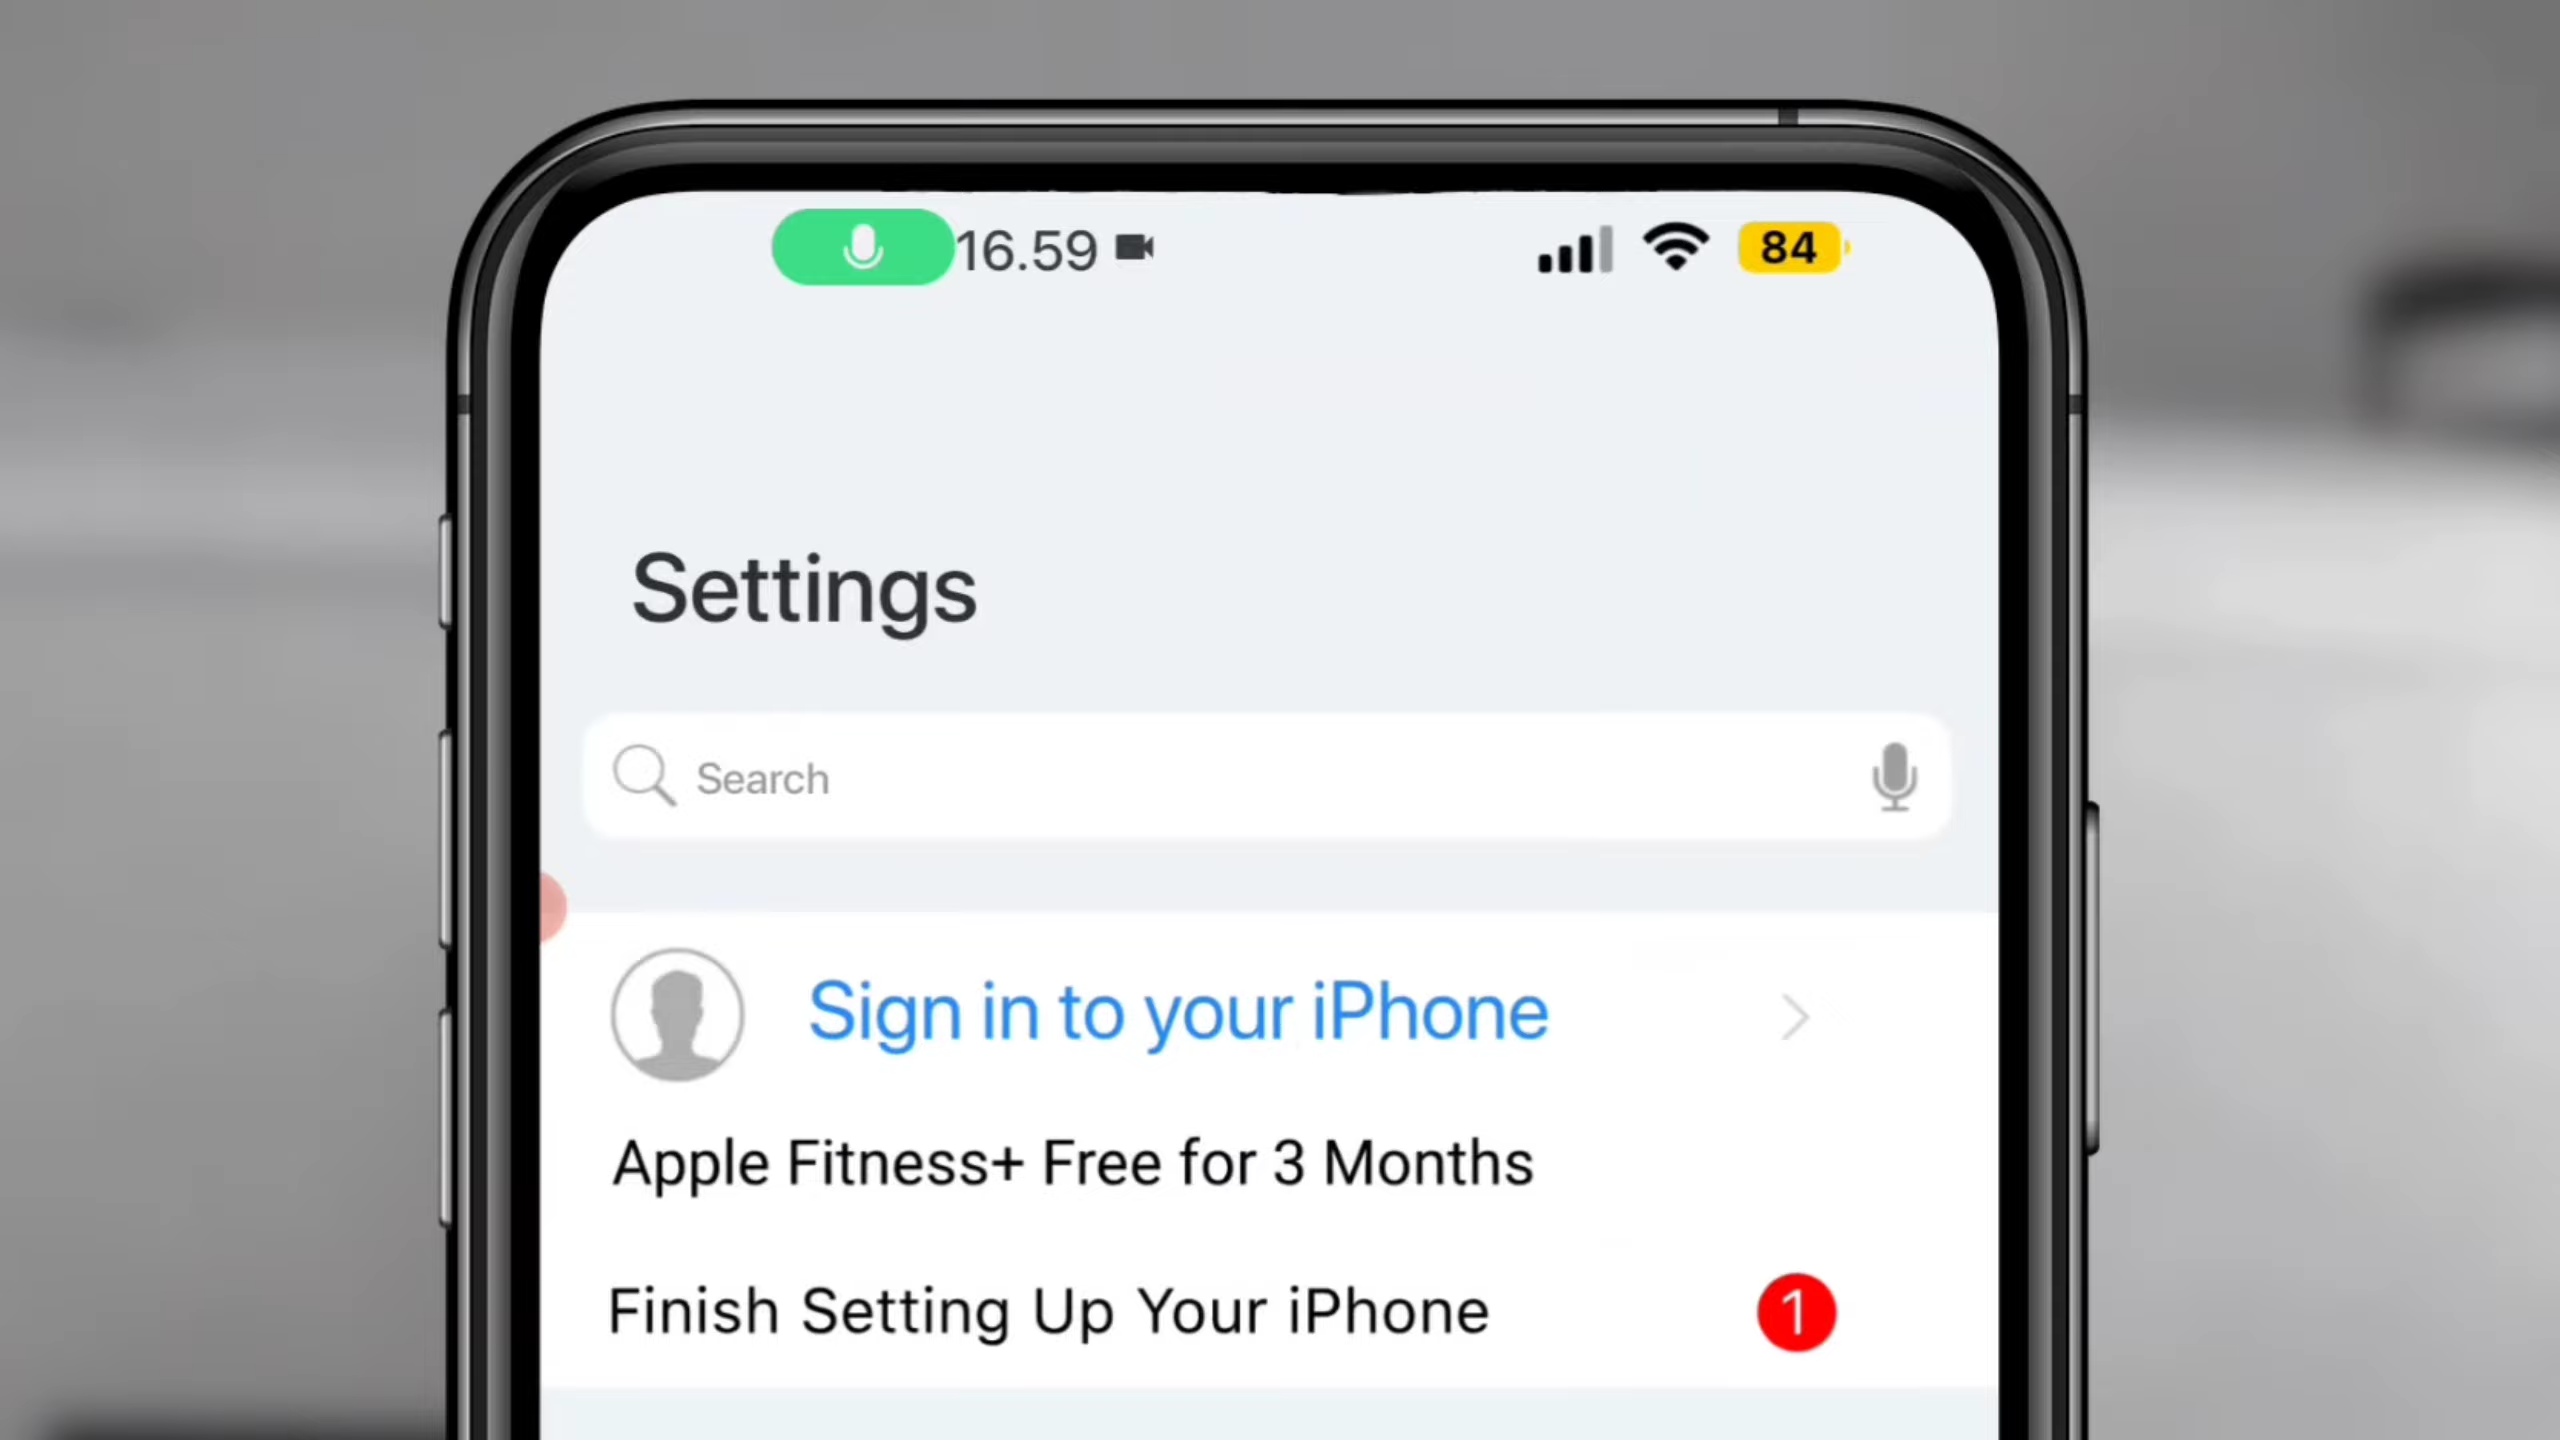 16.59
84
Settings
Search
Sign in to your iPhone
Apple Fitness+ Free for 3 Months
Finish Setting Up Your iPhone
1